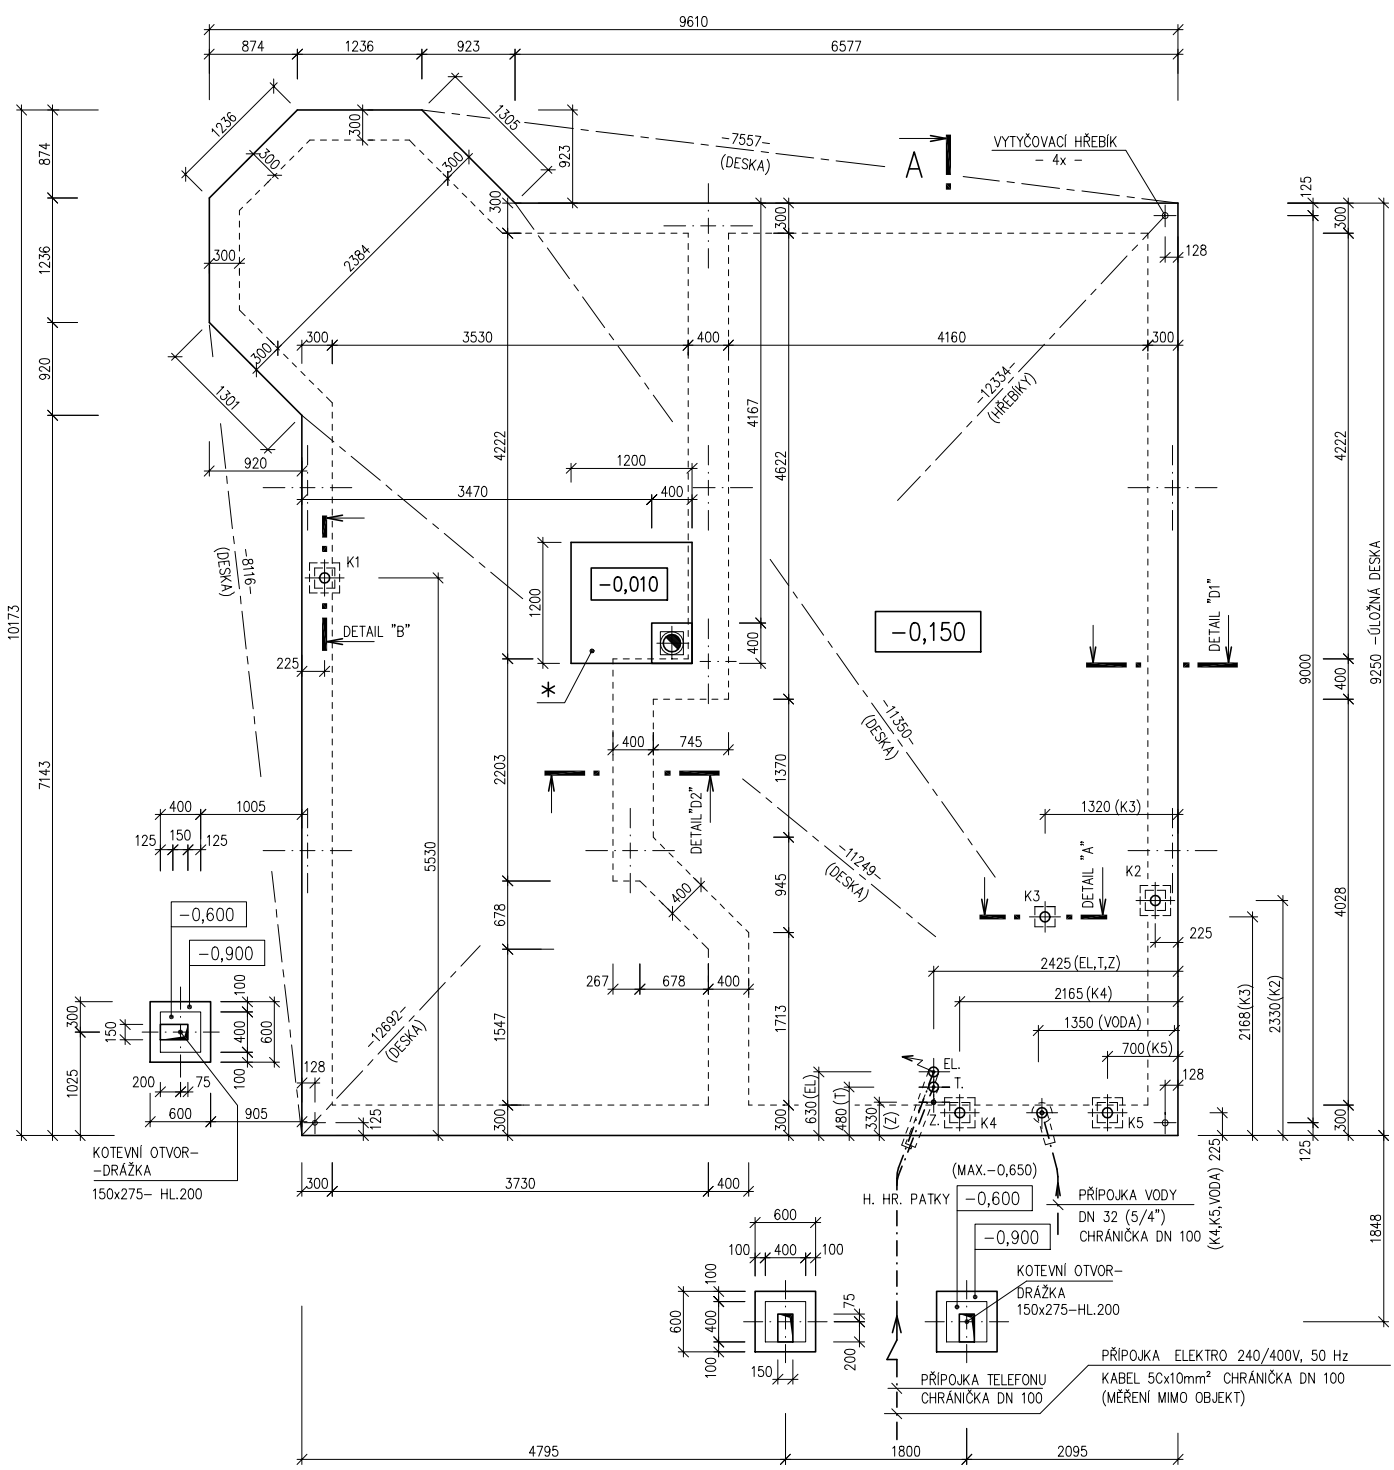 9610
874
1236
923
6577
1236
1305
300
300
300
923
-7557-
(DESKA)
A
VYTYČOVACÍ HŘEBÍK
- 4x -
125
874
300
300
300
128
1236
300
2384
300
3530
400
4160
300
920
300
1301
-12334-
(HŘEBÍKY)
4167
4222
4622
4222
920
1200
3470
400
K1
-8116-
(DESKA)
1200
-0,010
-0,150
DETAIL "B"
400
DETAIL "D1"
9250-ÚLOŽNÁ DESKA
9000
400
225
10173
*
-11350-
(DESKA)
400
745
7143
2203
1370
DETAIL"D2"
400
1005
125
150
125
1320 (K3)
5530
-11249-
(DESKA)
945
DETAIL "A"
K3
K2
4028
400
-0,600
-0,900
678
225
2425(EL,T,Z)
267
678
400
2165(K4)
2168(K3)
2330(K2)
300
150
100
400
600
100
-12692-
(DESKA)
1547
1713
1350 (VODA)
700(K5)
1025
200
75
128
128
EL.
T.
Z.
630(EL)
480(T)
330
(Z)
600
905
125
300
300
K4
K5
300
125
KOTEVNÍ OTVOR-
-DRÁŽKA
150x275- HL.200
300
3730
400
(MAX.-0,650)
H. HR. PATKY
-0,600
-0,900
PŘÍPOJKA VODY
DN 32 (5/4")
CHRÁNIČKA DN 100
(K4,K5,VODA) 225
1848
600
100
400
100
KOTEVNÍ OTVOR-
DRÁŽKA
150x275-HL.200
100
600
400
100
75
200
150
PŘÍPOJKA ELEKTRO 240/400V, 50 Hz
KABEL 5Cx10mm² CHRÁNIČKA DN 100
(MĚŘENÍ MIMO OBJEKT)
PŘÍPOJKA TELEFONU
CHRÁNIČKA DN 100
4795
1800
2095